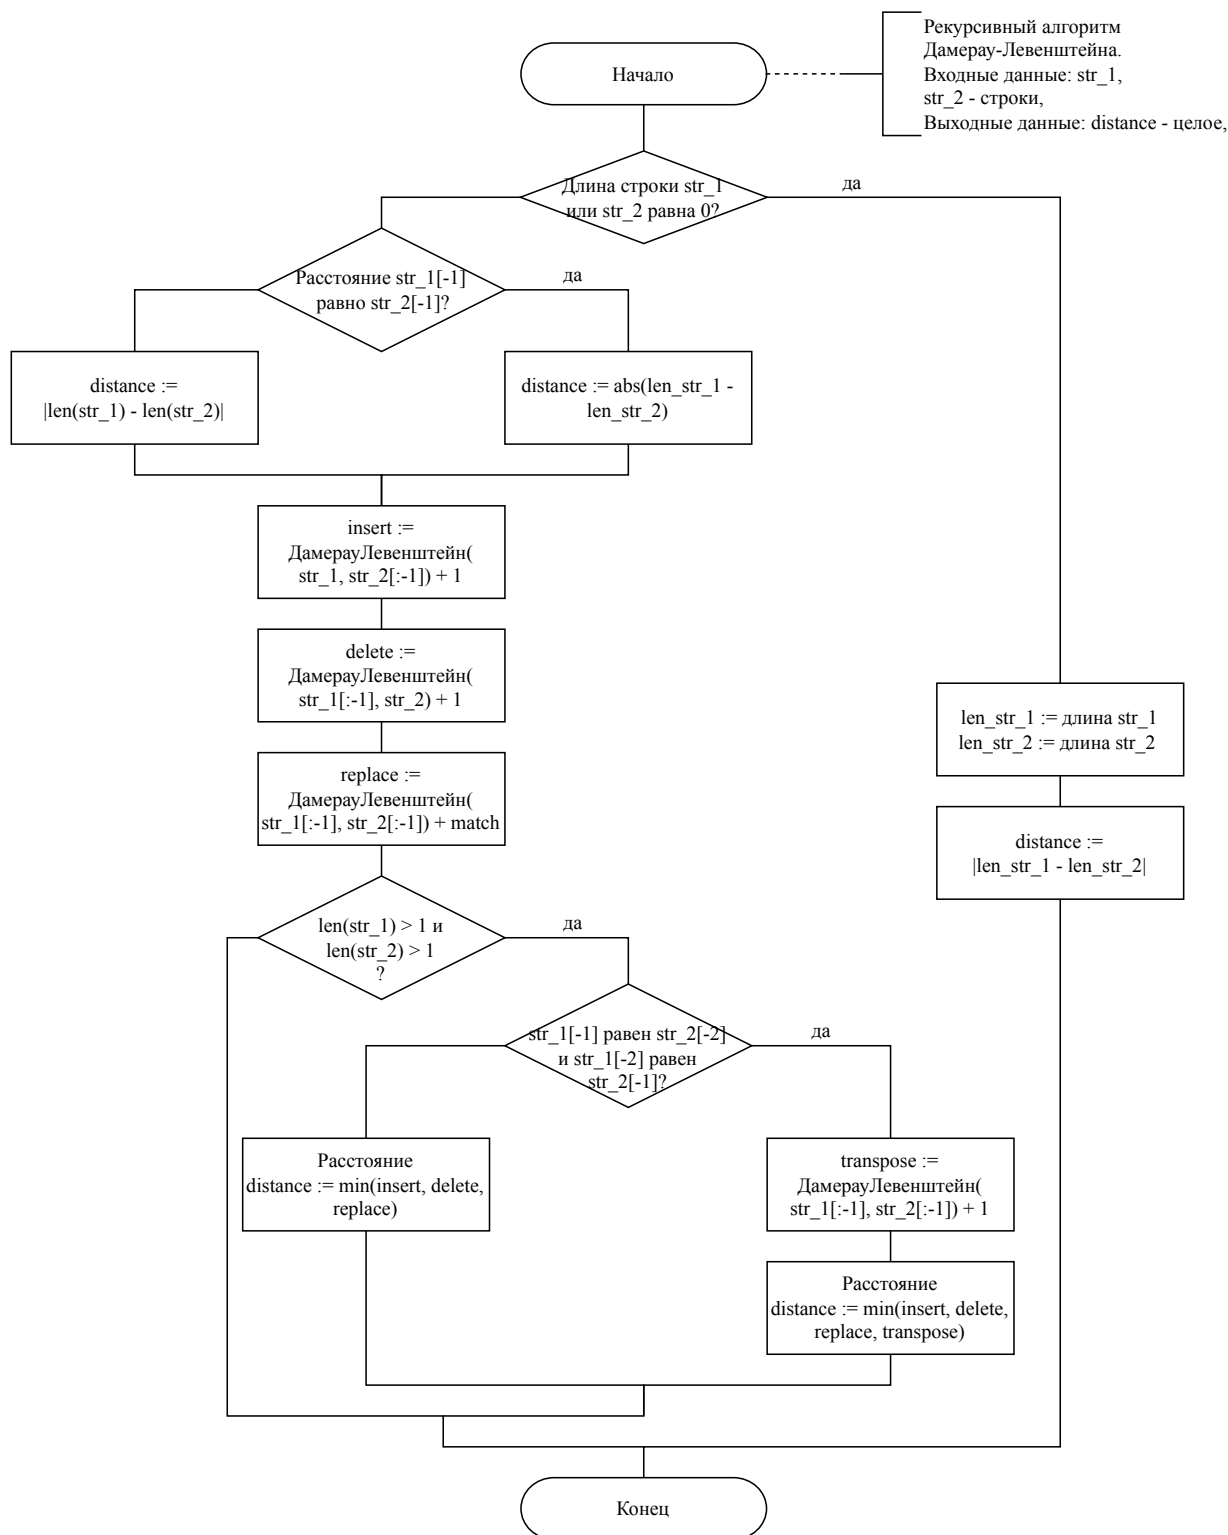 Начало
Рекурсивный алгоритм
Дамерау-Левенштейна.
Входные данные: str_1,
str_2 - строки,
Выходные данные: distance - целое,
Длина строки str_1
или str_2 равна 0?
да
Расстояние str_1[-1]
равно str_2[-1]?
да
distance :=
|len(str_1) - len(str_2)|
distance := abs(len_str_1 -
len_str_2)
insert :=
ДамерауЛевенштейн(
str_1, str_2[:-1]) + 1
delete :=
ДамерауЛевенштейн(
str_1[:-1], str_2) + 1
replace :=
ДамерауЛевенштейн(
str_1[:-1], str_2[:-1]) + match
len_str_1 := длина str_1
len_str_2 := длина str_2
distance :=
|len_str_1 - len_str_2|
len(str_1) > 1 и
len(str_2) > 1
?
да
str_1[-1] равен str_2[-2]
и str_1[-2] равен
str_2[-1]?
да
Расстояние
distance := min(insert, delete,
replace)
transpose :=
ДамерауЛевенштейн(
str_1[:-1], str_2[:-1]) + 1
Расстояние
distance := min(insert, delete,
replace, transpose)
Конец